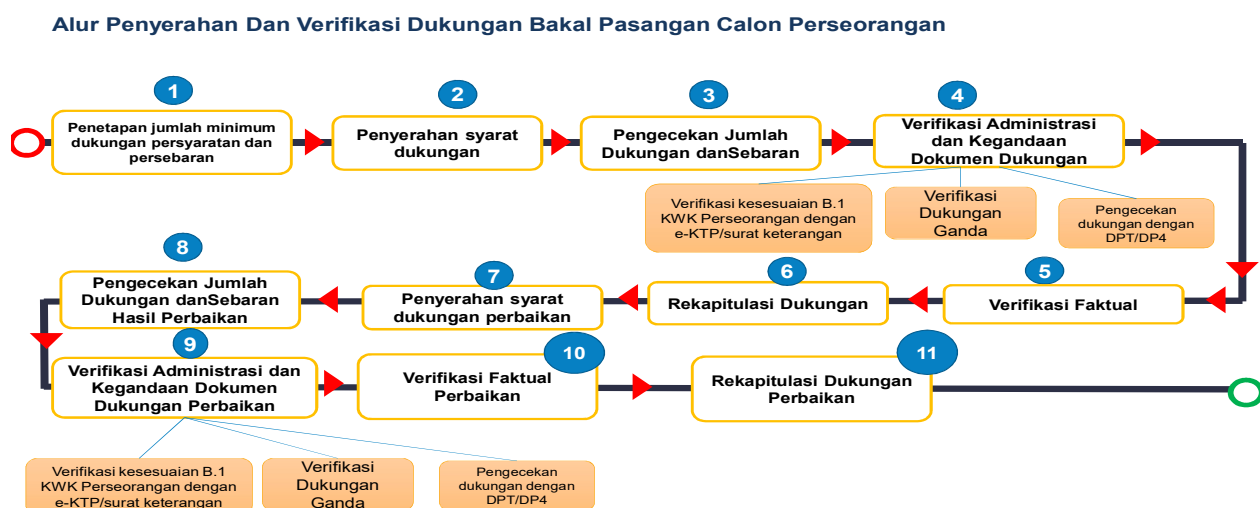 Alur Penyerahan Dan Verifikasi Dukungan Bakal Pasangan Calon Perseorangan
1
Penetapan jumlah minimum
dukungan persyaratan dan
persebaran
2
Penyerahan syarat
dukungan
3
Pengecekan Jumlah
Dukungan danSebaran
4
Verifikasi Administrasi
dan Kegandaan
Dokumen Dukungan
Verifikasi kesesuaian B.1
KWK Perseorangan dengan
e-KTP/surat keterangan
Verifikasi
Dukungan
Ganda
Pengecekan
dukungan dengan
DPT/DP4
5
Verifikasi Faktual
6
Rekapitulasi Dukungan
7
Penyerahan syarat
dukungan perbaikan
8
Pengecekan Jumlah
Dukungan danSebaran
Hasil Perbaikan
9
Verifikasi Administrasi dan
Kegandaan Dokumen
Dukungan Perbaikan
10
Verifikasi Faktual
Perbaikan
11
Rekapitulasi Dukungan
Perbaikan
Verifikasi kesesuaian B.1
KWK Perseorangan dengan
e-KTP/surat keterangan
Verifikasi
Dukungan
Ganda
Pengecekan
dukungan dengan
DPT/DP4